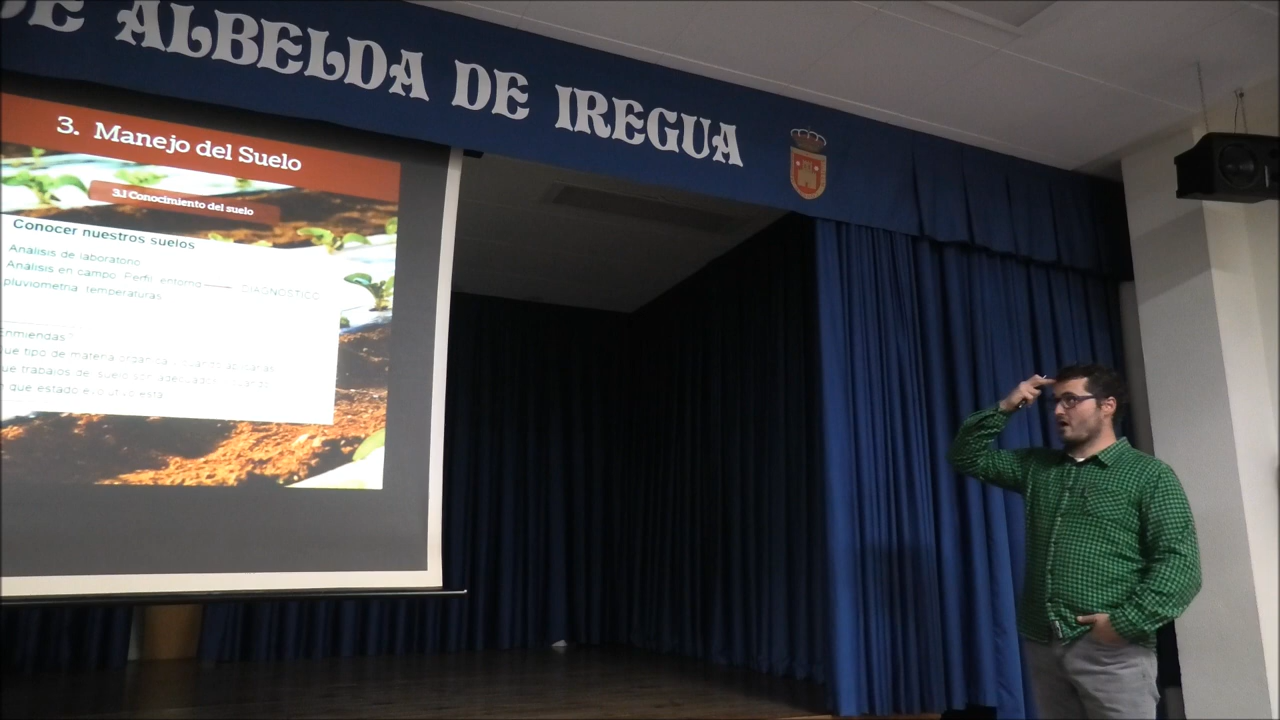 DE ALBELDA DE IREGUA
3. Manejo del Suelo
3.1 Conocimiento del suelo
Conocer nuestros suelos
Analisis de laboratorio
Analisis en campo. Perfil, entorno DIAGNOSTICO
pluviometria, temperaturas
Enmiendas?
que tipo de materia organica y cuando aplicarlas
que trabajos de suelo son adecuados y cuando
n que estado evolutivo esta